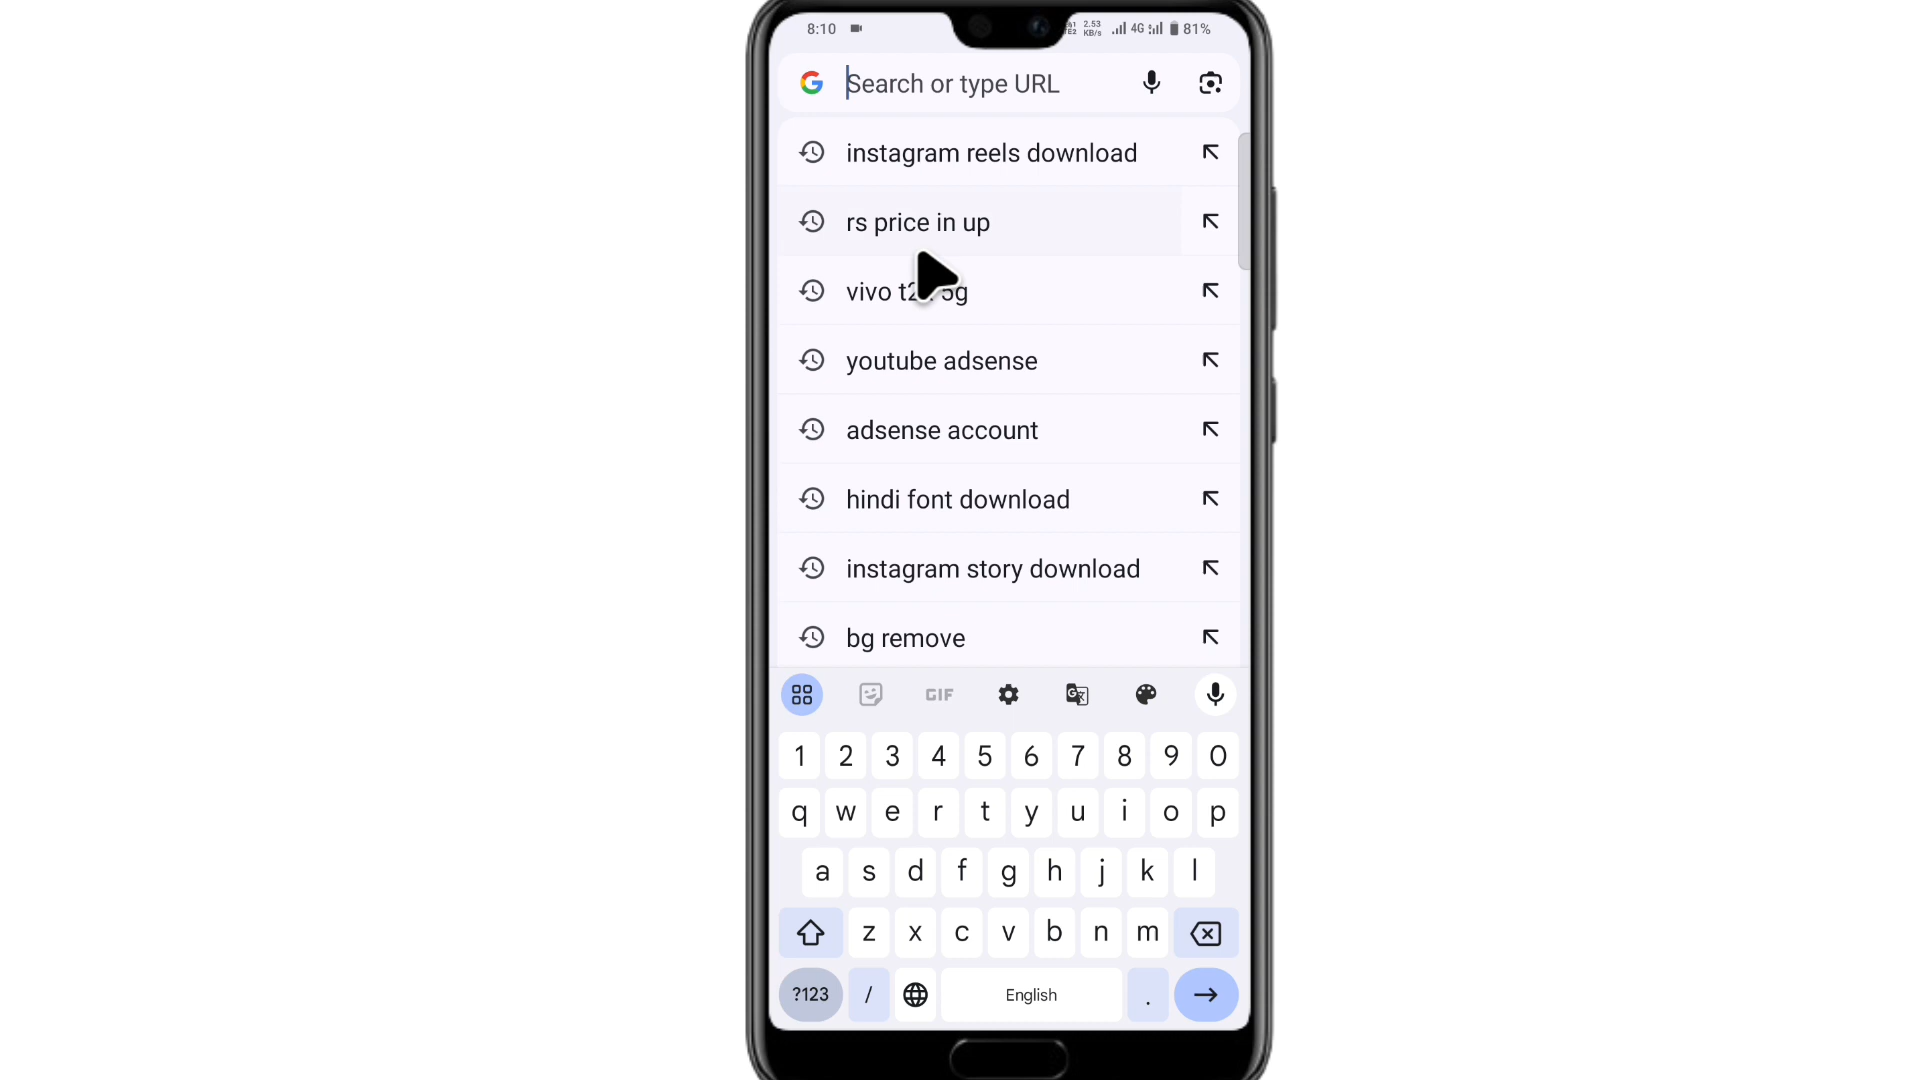 8:10
2.53 KB/s 4G 81%
Search or type URL
instagram reels download
rs price in up
vivo 5g
youtube adsense
adsense account
hindi font download
instagram story download
bg remove
GIF
1 2 3 4 5 6 7 8 9 0
q w e r t y u i o p
a s d f g h j k l
z x c v b n m
?123 / English .